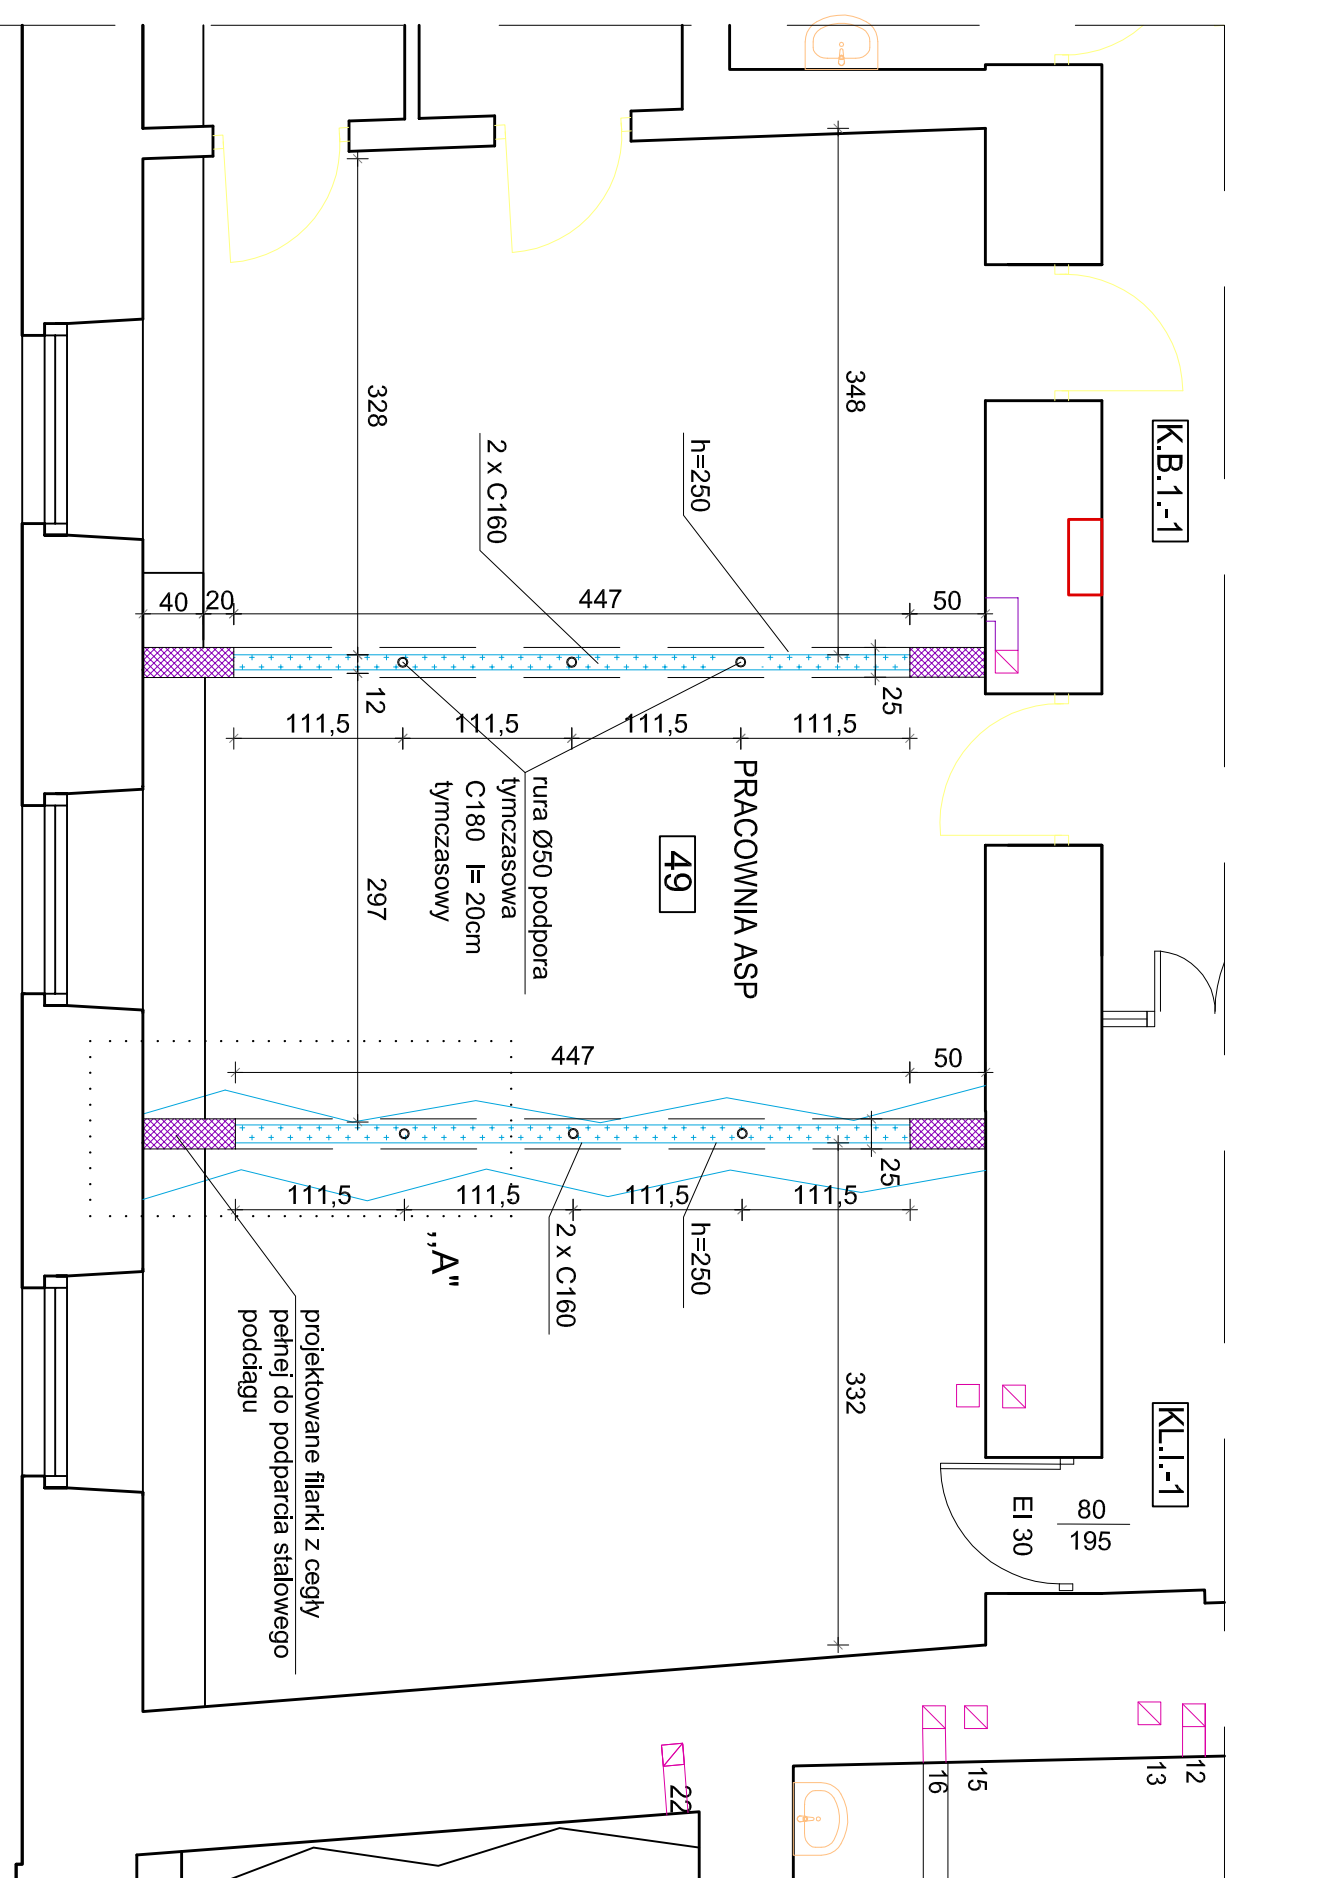 K.B.1.-1
348
328
h=250
2 x C160
40
20
447
50
12
25
111,5
111,5
111,5
111,5
PRACOWNIA ASP
49
rura Ø50 podpora
tymczasowa
C180 l= 20cm
tymczasowy
297
447
50
25
111,5
111,5
111,5
111,5
,,A"
2 x C160
h=250
projektowane filarki z cegły
pełnej do podparcia stalowego
podciągu
332
KL.I.-1
EI 30
80
195
12
13
15
16
22